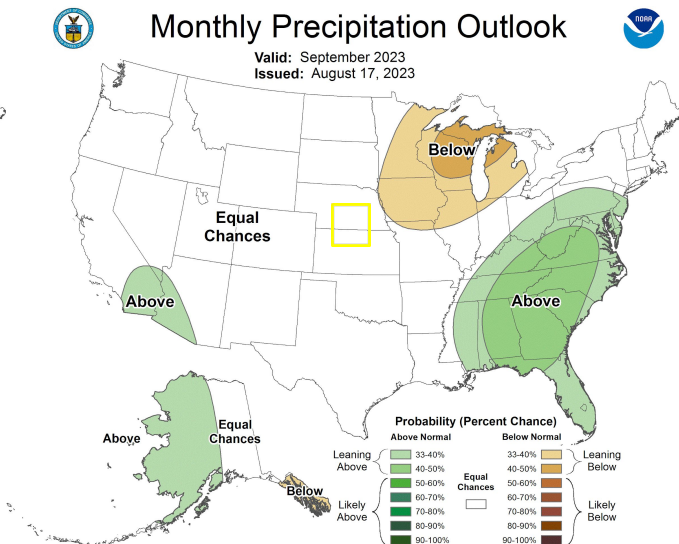 Monthly Precipitation Outlook
NOAA
Valid: September 2023
Issued: August 17, 2023
Below
Equal
Chances
Above
Above
Above
Equal
Chances
Below
Probability (Percent Chance)
Above Normal
Below Normal
Leaning
Above
33-40%
40-50%
Likely
Above
50-60%
60-70%
70-80%
80-90%
90-100%
Equal
Chances
33-40%
40-50%
Leaning
Below
50-60%
60-70%
70-80%
80-90%
90-100%
Likely
Below